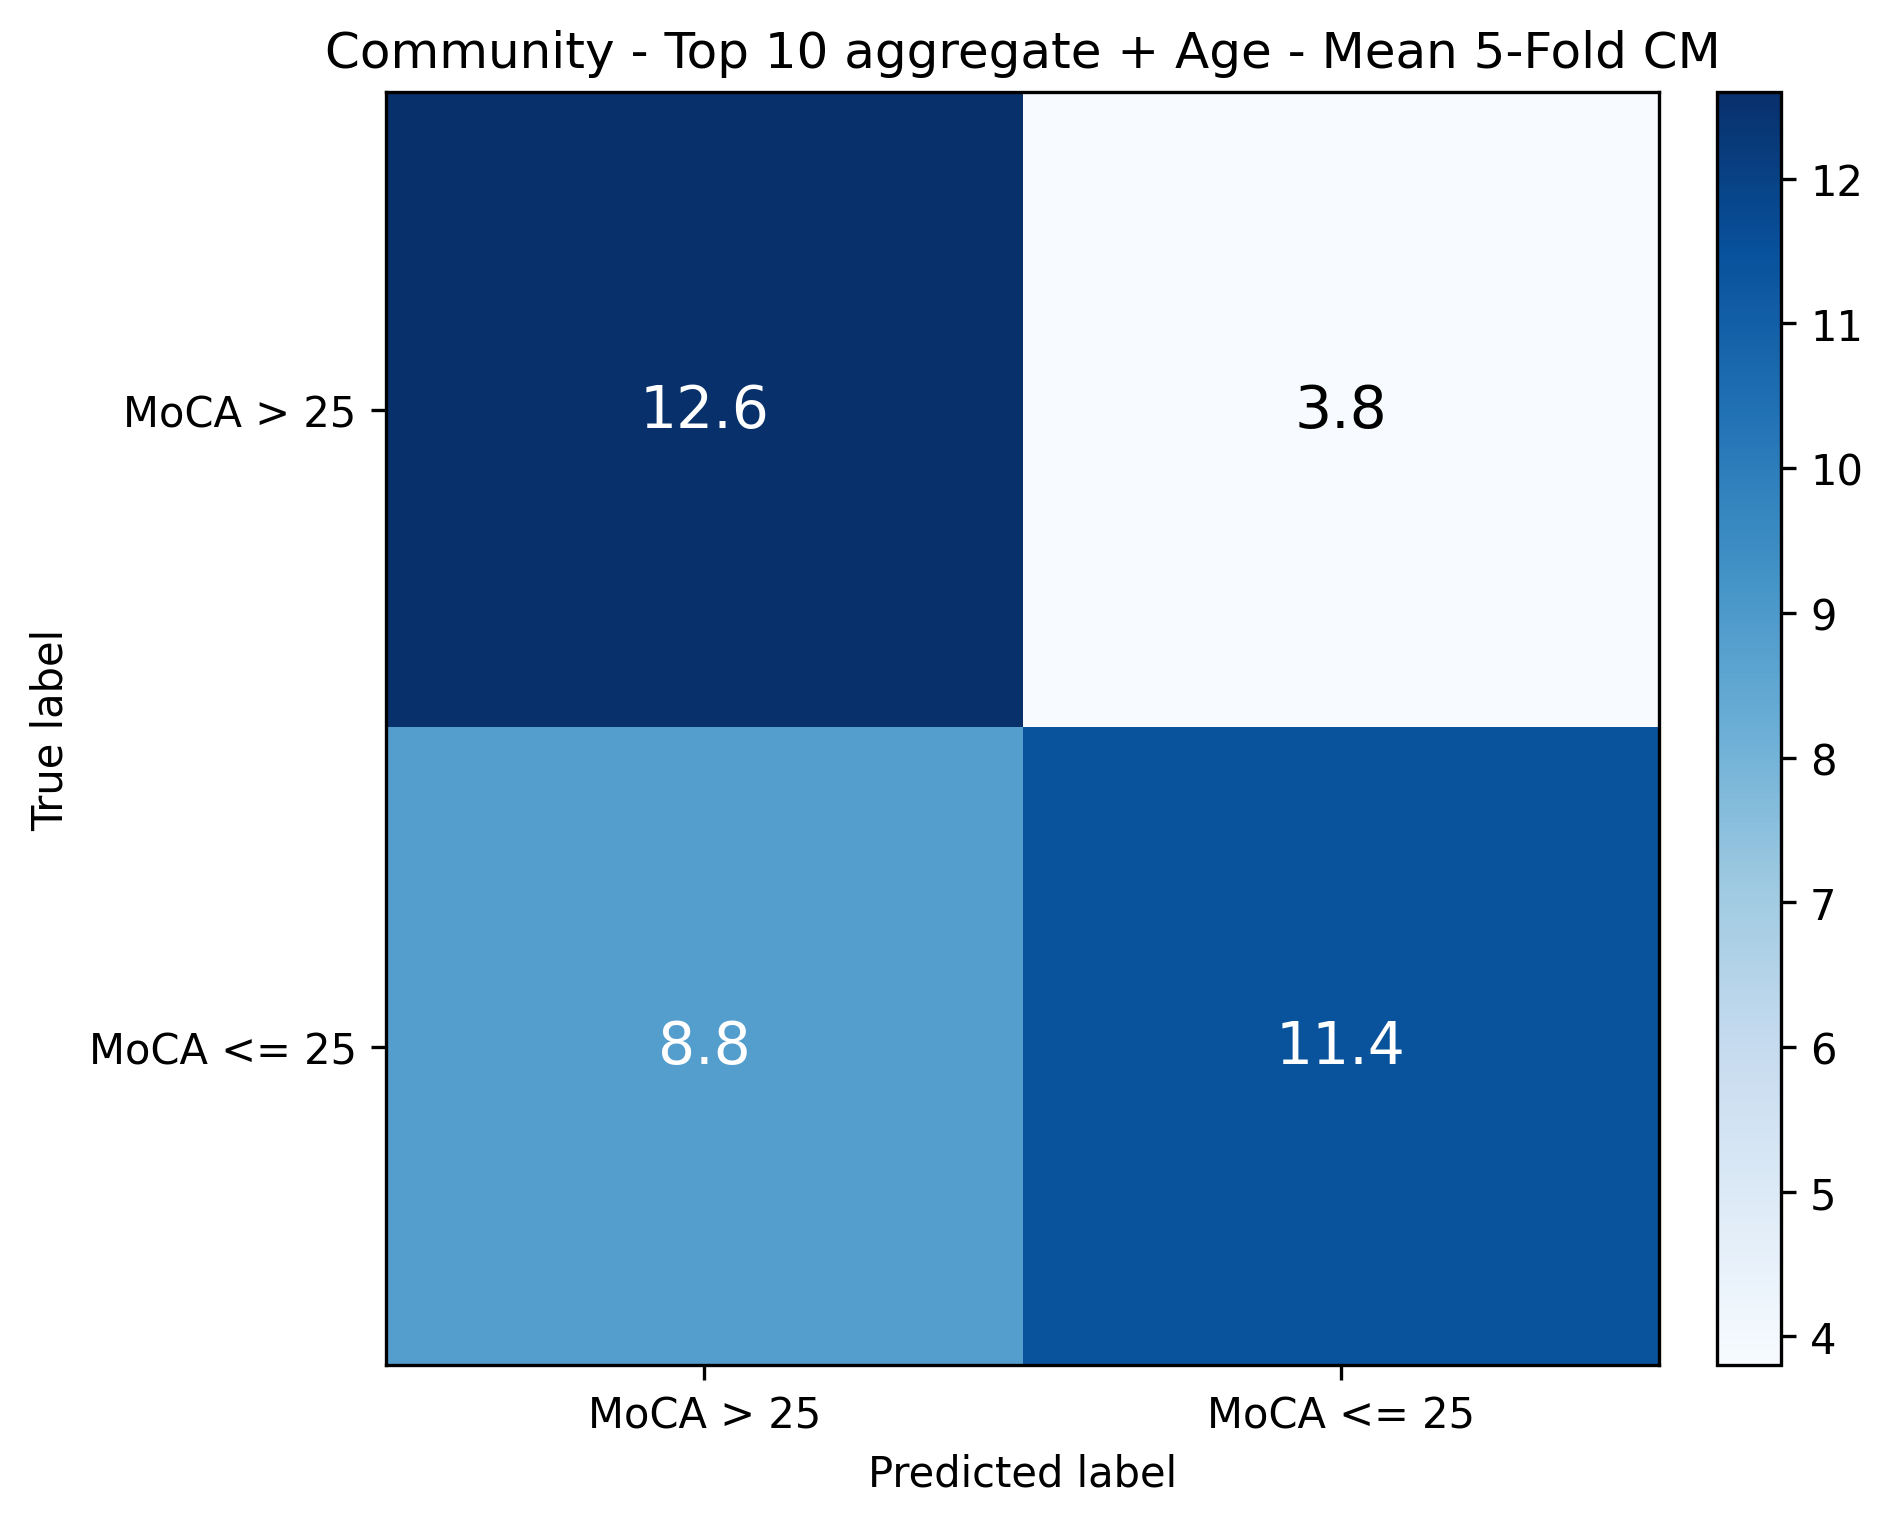 Community - Top 10 aggregate + Age - Mean 5-Fold CM
True label
MoCA > 25
12.6
3.8
MoCA <= 25
8.8
11.4
MoCA > 25
MoCA <= 25
Predicted label
12
11
10
9
8
7
6
5
4